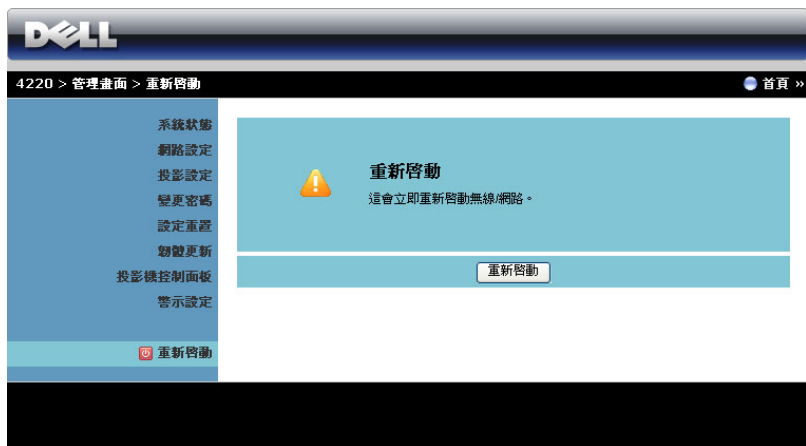 DELL
4220 > 管理畫面 > 重新啓動
首頁 »
系統狀態
網路設定
投影設定
變更密碼
設定重置
韌體更新
投影機控制面板
警示設定
重新啓動
重新啓動
這會立即重新啓動無線/網路。
重新啓動